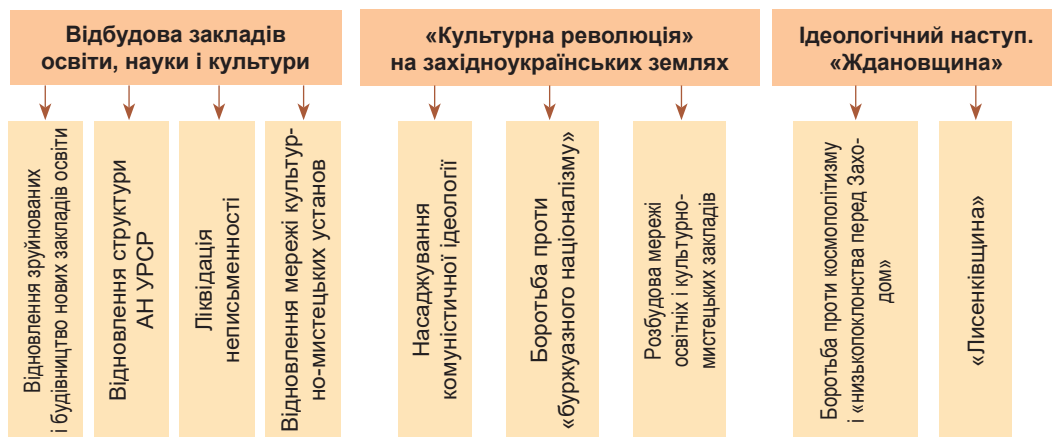 Відбудова закладів
освіти, науки і культури
Відновлення зруйнованих
і будівництво нових закладів освіти
Відновлення структури
АН УРСР
Ліквідація
неписьменності
Відновлення мережі культур-
но-мистецьких установ
«Культурна революція»
на західноукраїнських землях
Насаджування
комуністичної ідеології
Боротьба проти
«буржуазного націоналізму»
Розбудова мережі
освітніх і культурно-
мистецьких закладів
Ідеологічний наступ.
«Ждановщина»
Боротьба проти космополітизму
і «низькопоклонства перед Захо-
дом»
«Лисенківщина»